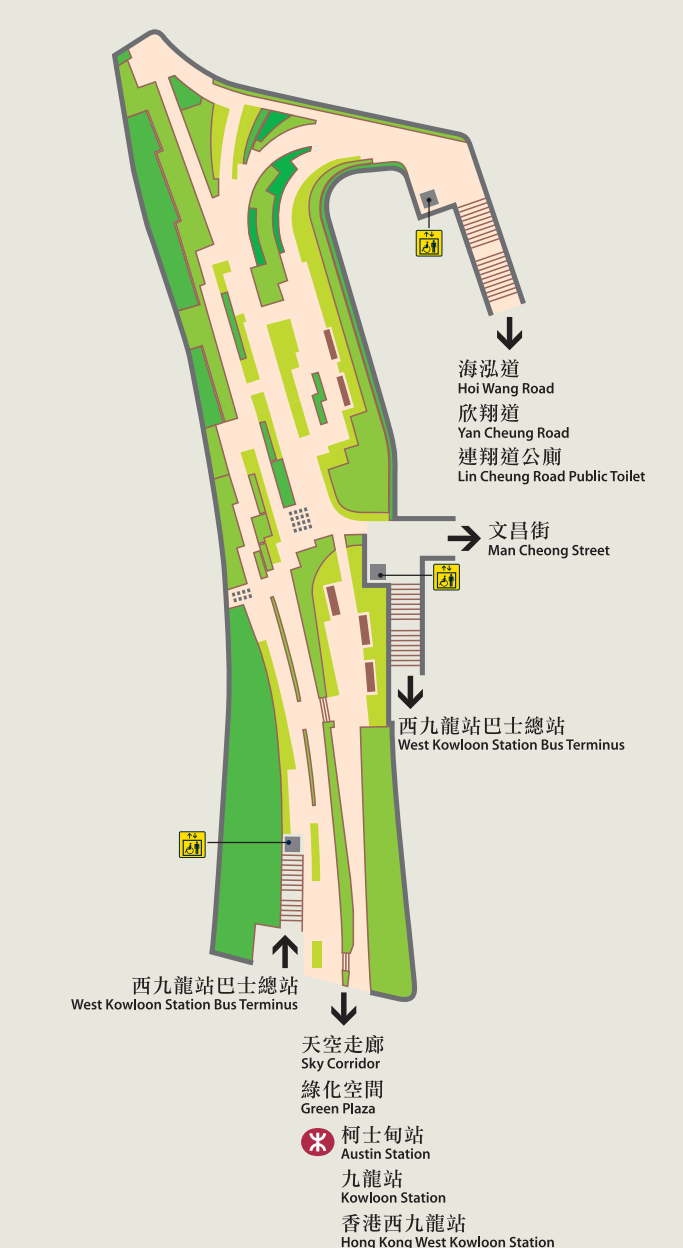 海泓道
Hoi Wang Road
欣翔道
Yan Cheung Road
連翔道公廁
Lin Cheung Road Public Toilet
文昌街
Man Cheong Street
西九龍站巴士總站
West Kowloon Station Bus Terminus
西九龍站巴士總站
West Kowloon Station Bus Terminus
天空走廊
Sky Corridor
綠化空間
Green Plaza
柯士甸站
Austin Station
九龍站
Kowloon Station
香港西九龍站
Hong Kong West Kowloon Station